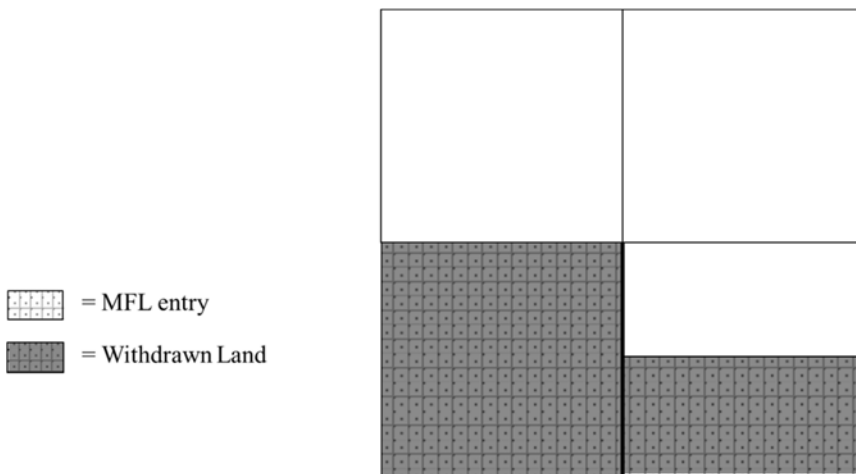 = MFL entry
= Withdrawn Land